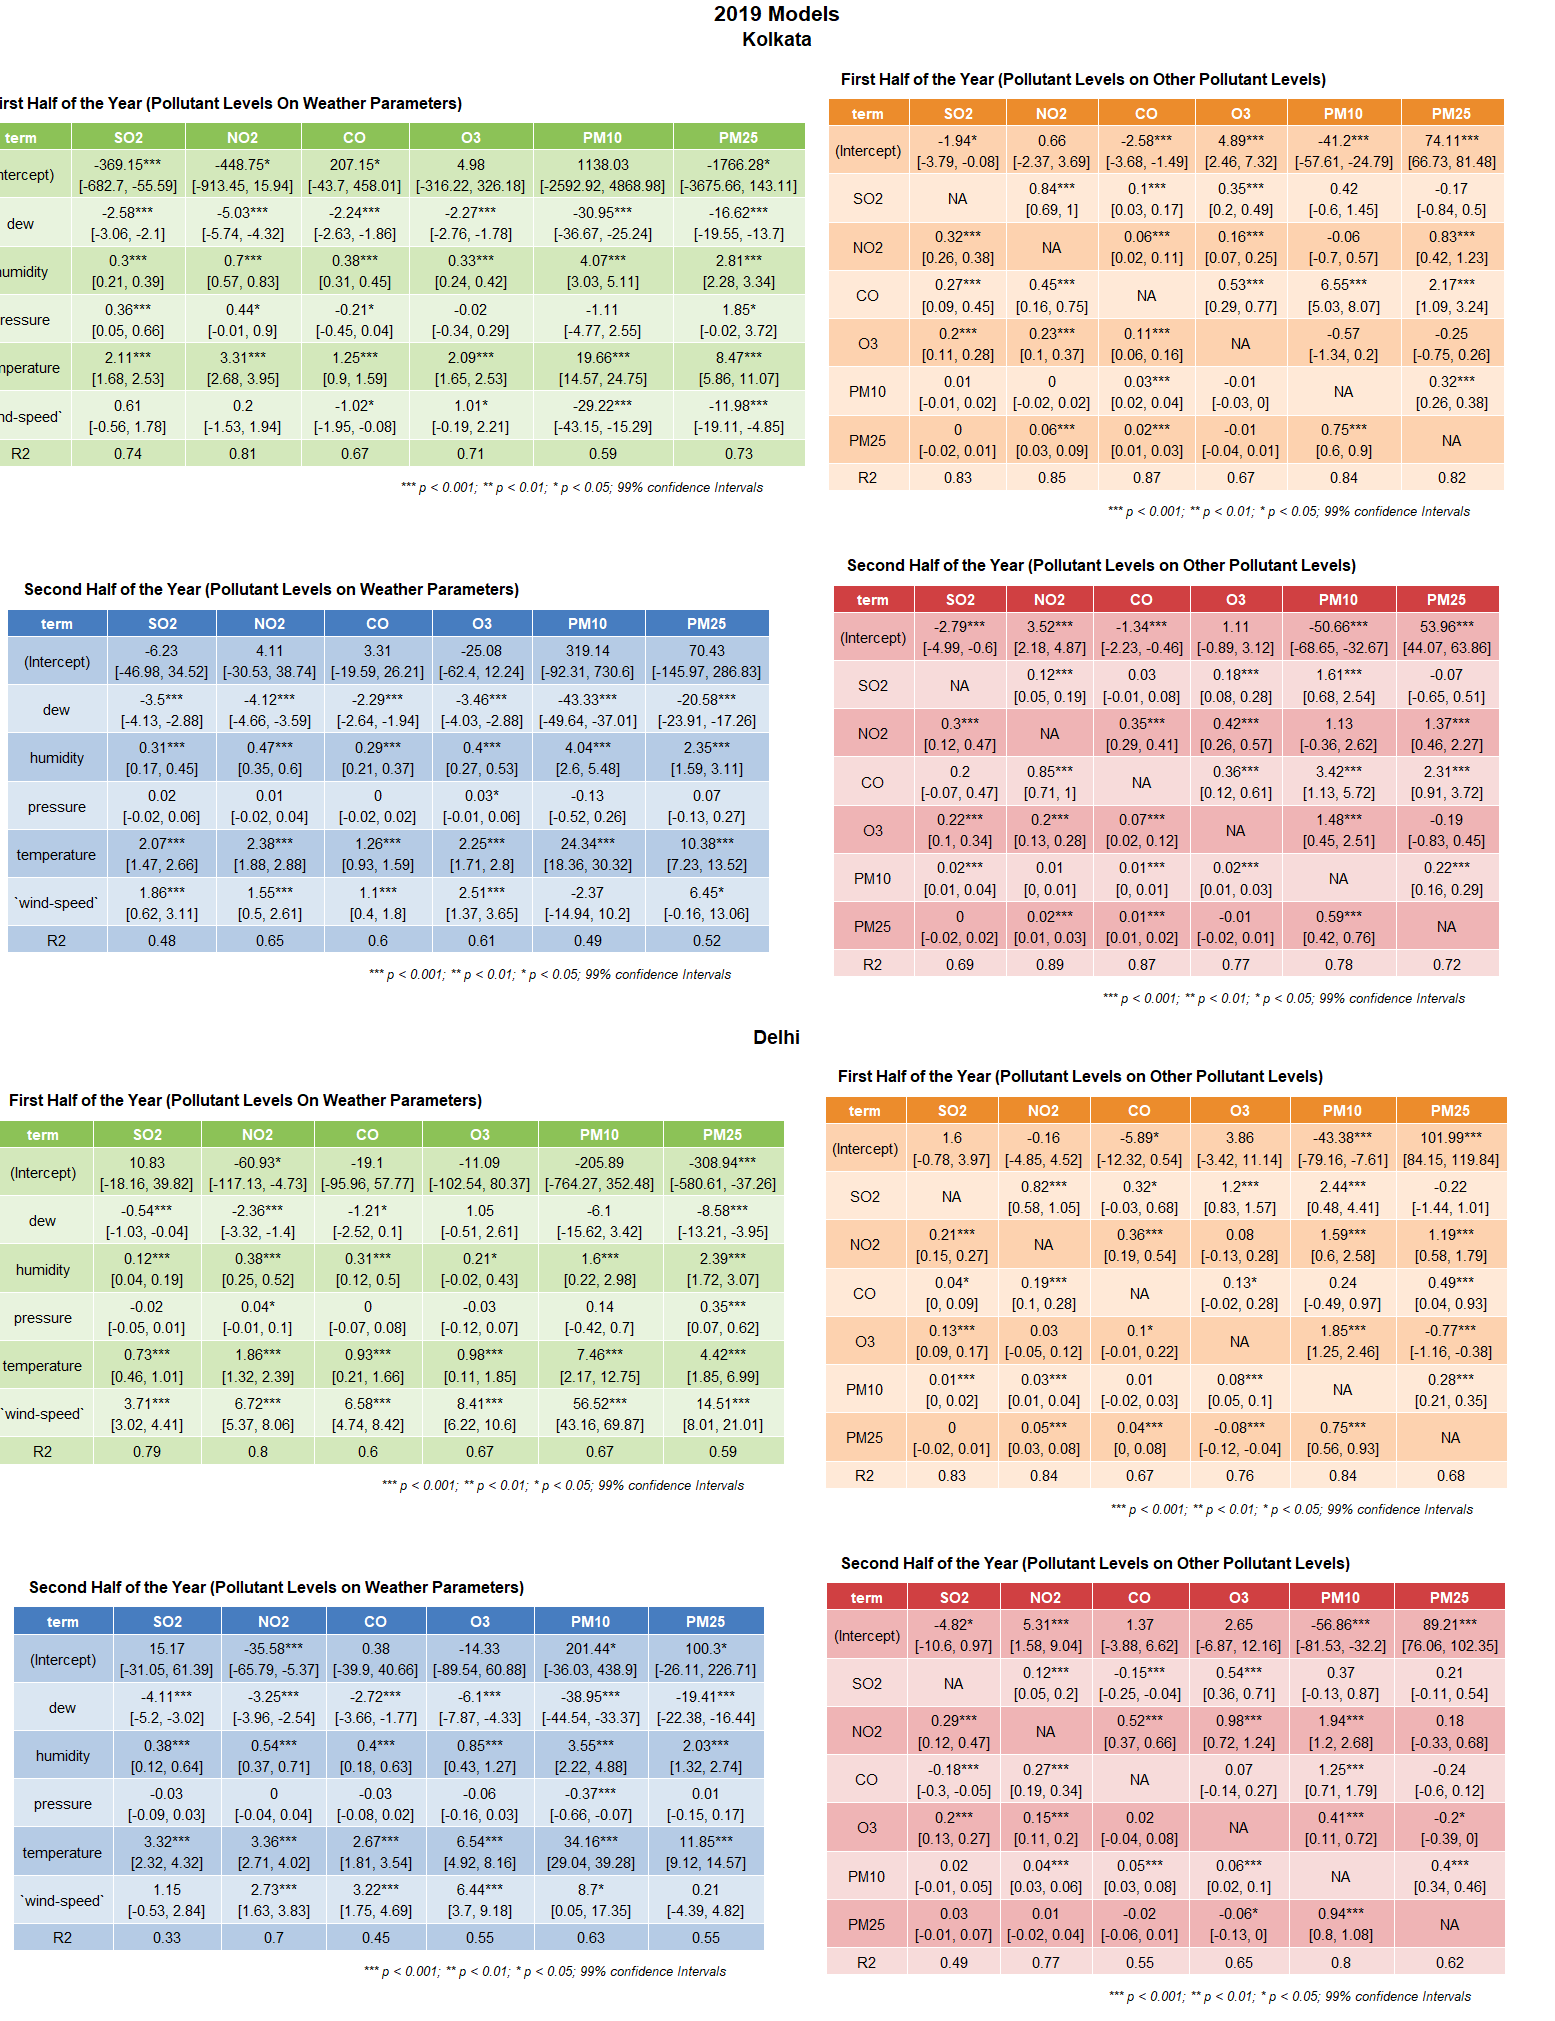 2019 Models
Kolkata
irst Half of the Year (Pollutant Levels On Weather Parameters)
term SO2 NO2 CO O3 PM10 PM25
ntercept) -369.15*** -448.75* 207.15* 4.98 1138.03 -1766.28*
[-682.7, -55.59] [-913.45, 15.94] [-43.7, 458.01] [-316.22, 326.18] [-2592.92, 4868.98] [-3675.66, 143.11]
dew -2.58*** -5.03*** -2.24*** -2.27*** -30.95*** -16.62***
[-3.06, -2.1] [-5.74, -4.32] [-2.63, -1.86] [-2.76, -1.78] [-36.67, -25.24] [-19.55, -13.7]
umidity 0.3*** 0.7*** 0.38*** 0.33*** 4.07*** 2.81***
[0.21, 0.39] [0.57, 0.83] [0.31, 0.45] [0.24, 0.42] [3.03, 5.11] [2.28, 3.34]
ressure 0.36*** 0.44* -0.21* -0.02 -1.11 1.85*
[0.05, 0.66] [-0.01, 0.9] [-0.45, 0.04] [-0.34, 0.29] [-4.77, 2.55] [-0.02, 3.72]
nperature 2.11*** 3.31*** 1.25*** 2.09*** 19.66*** 8.47***
[1.68, 2.53] [2.68, 3.95] [0.9, 1.59] [1.65, 2.53] [14.57, 24.75] [5.86, 11.07]
nd-speed` 0.61 0.2 -1.02* 1.01* -29.22*** -11.98***
[-0.56, 1.78] [-1.53, 1.94] [-1.95, -0.08] [-0.19, 2.21] [-43.15, -15.29] [-19.11, -4.85]
R2 0.74 0.81 0.67 0.71 0.59 0.73
*** p < 0.001; ** p < 0.01; * p < 0.05; 99% confidence Intervals
First Half of the Year (Pollutant Levels on Other Pollutant Levels)
term SO2 NO2 CO O3 PM10 PM25
(Intercept) -1.94* 0.66 -2.58*** 4.89*** -41.2*** 74.11***
[-3.79, -0.08] [-2.37, 3.69] [-3.68, -1.49] [2.46, 7.32] [-57.61, -24.79] [66.73, 81.48]
SO2 NA 0.84*** 0.1*** 0.35*** 0.42 -0.17
[0.69, 1] [0.03, 0.17] [0.2, 0.49] [-0.6, 1.45] [-0.84, 0.5]
NO2 0.32*** NA 0.06*** 0.16*** -0.06 0.83***
[0.26, 0.38] [0.02, 0.11] [0.07, 0.25] [-0.7, 0.57] [0.42, 1.23]
CO 0.27*** 0.45*** NA 0.53*** 6.55*** 2.17***
[0.09, 0.45] [0.16, 0.75] [0.29, 0.77] [5.03, 8.07] [1.09, 3.24]
O3 0.2*** 0.23*** 0.11*** NA -0.57 -0.25
[0.11, 0.28] [0.1, 0.37] [0.06, 0.16] [-1.34, 0.2] [-0.75, 0.26]
PM10 0.01 0 0.03*** -0.01 NA 0.32***
[-0.01, 0.02] [-0.02, 0.02] [0.02, 0.04] [-0.03, 0] [0.26, 0.38]
PM25 0 0.06*** 0.02*** -0.01 0.75*** NA
[-0.02, 0.01] [0.03, 0.09] [0.01, 0.03] [-0.04, 0.01] [0.6, 0.9]
R2 0.83 0.85 0.87 0.67 0.84 0.82
*** p < 0.001; ** p < 0.01; * p < 0.05; 99% confidence Intervals
Second Half of the Year (Pollutant Levels on Weather Parameters)
term SO2 NO2 CO O3 PM10 PM25
(Intercept) -6.23 4.11 3.31 -25.08 319.14 70.43
[-46.98, 34.52] [-30.53, 38.74] [-19.59, 26.21] [-62.4, 12.24] [-92.31, 730.6] [-145.97, 286.83]
dew -3.5*** -4.12*** -2.29*** -3.46*** -43.33*** -20.58***
[-4.13, -2.88] [-4.66, -3.59] [-2.64, -1.94] [-4.03, -2.88] [-49.64, -37.01] [-23.91, -17.26]
humidity 0.31*** 0.47*** 0.29*** 0.4*** 4.04*** 2.35***
[0.17, 0.45] [0.35, 0.6] [0.21, 0.37] [0.27, 0.53] [2.6, 5.48] [1.59, 3.11]
pressure 0.02 0.01 0 0.03* -0.13 0.07
[-0.02, 0.06] [-0.02, 0.04] [-0.02, 0.02] [-0.01, 0.06] [-0.52, 0.26] [-0.13, 0.27]
temperature 2.07*** 2.38*** 1.26*** 2.25*** 24.34*** 10.38***
[1.47, 2.66] [1.88, 2.88] [0.93, 1.59] [1.71, 2.8] [18.36, 30.32] [7.23, 13.52]
`wind-speed` 1.86*** 1.55*** 1.1*** 2.51*** -2.37 6.45*
[0.62, 3.11] [0.5, 2.61] [0.4, 1.8] [1.37, 3.65] [-14.94, 10.2] [-0.16, 13.06]
R2 0.48 0.65 0.6 0.61 0.49 0.52
*** p < 0.001; ** p < 0.01; * p < 0.05; 99% confidence Intervals
Second Half of the Year (Pollutant Levels on Other Pollutant Levels)
term SO2 NO2 CO O3 PM10 PM25
(Intercept) -2.79*** 3.52*** -1.34*** 1.11 -50.66*** 53.96***
[-4.99, -0.6] [2.18, 4.87] [-2.23, -0.46] [-0.89, 3.12] [-68.65, -32.67] [44.07, 63.86]
SO2 NA 0.12*** 0.03 0.18*** 1.61*** -0.07
[0.05, 0.19] [-0.01, 0.08] [0.08, 0.28] [0.68, 2.54] [-0.65, 0.51]
NO2 0.3*** NA 0.35*** 0.42*** 1.13 1.37***
[0.12, 0.47] [0.29, 0.41] [0.26, 0.57] [-0.36, 2.62] [0.46, 2.27]
CO 0.2 0.85*** NA 0.36*** 3.42*** 2.31***
[-0.07, 0.47] [0.71, 1] [0.12, 0.61] [1.13, 5.72] [0.91, 3.72]
O3 0.22*** 0.2*** 0.07*** NA 1.48*** -0.19
[0.1, 0.34] [0.13, 0.28] [0.02, 0.12] [0.45, 2.51] [-0.83, 0.45]
PM10 0.02*** 0.01 0.01*** 0.02*** NA 0.22***
[0.01, 0.04] [0, 0.01] [0, 0.01] [0.01, 0.03] [0.16, 0.29]
PM25 0 0.02*** 0.01*** -0.01 0.59*** NA
[-0.02, 0.02] [0.01, 0.03] [0.01, 0.02] [-0.02, 0.01] [0.42, 0.76]
R2 0.69 0.89 0.87 0.77 0.78 0.72
*** p < 0.001; ** p < 0.01; * p < 0.05; 99% confidence Intervals
Delhi
First Half of the Year (Pollutant Levels On Weather Parameters)
term SO2 NO2 CO O3 PM10 PM25
(Intercept) 10.83 -60.93* -19.1 -11.09 -205.89 -308.94***
[-18.16, 39.82] [-117.13, -4.73] [-95.96, 57.77] [-102.54, 80.37] [-764.27, 352.48] [-580.61, -37.26]
dew -0.54*** -2.36*** -1.21* 1.05 -6.1 -8.58***
[-1.03, -0.04] [-3.32, -1.4] [-2.52, 0.1] [-0.51, 2.61] [-15.62, 3.42] [-13.21, -3.95]
humidity 0.12*** 0.38*** 0.31*** 0.21* 1.6*** 2.39***
[0.04, 0.19] [0.25, 0.52] [0.12, 0.5] [-0.02, 0.43] [0.22, 2.98] [1.72, 3.07]
pressure -0.02 0.04* 0 -0.03 0.14 0.35***
[-0.05, 0.01] [-0.01, 0.1] [-0.07, 0.08] [-0.12, 0.07] [-0.42, 0.7] [0.07, 0.62]
temperature 0.73*** 1.86*** 0.93*** 0.98*** 7.46*** 4.42***
[0.46, 1.01] [1.32, 2.39] [0.21, 1.66] [0.11, 1.85] [2.17, 12.75] [1.85, 6.99]
`wind-speed` 3.71*** 6.72*** 6.58*** 8.41*** 56.52*** 14.51***
[3.02, 4.41] [5.37, 8.06] [4.74, 8.42] [6.22, 10.6] [43.16, 69.87] [8.01, 21.01]
R2 0.79 0.8 0.6 0.67 0.67 0.59
*** p < 0.001; ** p < 0.01; * p < 0.05; 99% confidence Intervals
First Half of the Year (Pollutant Levels on Other Pollutant Levels)
term SO2 NO2 CO O3 PM10 PM25
(Intercept) 1.6 -0.16 -5.89* 3.86 -43.38*** 101.99***
[-0.78, 3.97] [-4.85, 4.52] [-12.32, 0.54] [-3.42, 11.14] [-79.16, -7.61] [84.15, 119.84]
SO2 NA 0.82*** 0.32* 1.2*** 2.44*** -0.22
[0.58, 1.05] [-0.03, 0.68] [0.83, 1.57] [0.48, 4.41] [-1.44, 1.01]
NO2 0.21*** NA 0.36*** 0.08 1.59*** 1.19***
[0.15, 0.27] [0.19, 0.54] [-0.13, 0.28] [0.6, 2.58] [0.58, 1.79]
CO 0.04* 0.19*** NA 0.13* 0.24 0.49***
[0, 0.09] [0.1, 0.28] [-0.02, 0.28] [-0.49, 0.97] [0.04, 0.93]
O3 0.13*** 0.03 0.1* NA 1.85*** -0.77***
[0.09, 0.17] [-0.05, 0.12] [-0.01, 0.22] [1.25, 2.46] [-1.16, -0.38]
PM10 0.01*** 0.03*** 0.01 0.08*** NA 0.28***
[0, 0.02] [0.01, 0.04] [-0.02, 0.03] [0.05, 0.1] [0.21, 0.35]
PM25 0 0.05*** 0.04*** -0.08*** 0.75*** NA
[-0.02, 0.01] [0.03, 0.08] [0, 0.08] [-0.12, -0.04] [0.56, 0.93]
R2 0.83 0.84 0.67 0.76 0.84 0.68
*** p < 0.001; ** p < 0.01; * p < 0.05; 99% confidence Intervals
Second Half of the Year (Pollutant Levels on Weather Parameters)
term SO2 NO2 CO O3 PM10 PM25
(Intercept) 15.17 -35.58*** 0.38 -14.33 201.44* 100.3*
[-31.05, 61.39] [-65.79, -5.37] [-39.9, 40.66] [-89.54, 60.88] [-36.03, 438.9] [-26.11, 226.71]
dew -4.11*** -3.25*** -2.72*** -6.1*** -38.95*** -19.41***
[-5.2, -3.02] [-3.96, -2.54] [-3.66, -1.77] [-7.87, -4.33] [-44.54, -33.37] [-22.38, -16.44]
humidity 0.38*** 0.54*** 0.4*** 0.85*** 3.55*** 2.03***
[0.12, 0.64] [0.37, 0.71] [0.18, 0.63] [0.43, 1.27] [2.22, 4.88] [1.32, 2.74]
pressure -0.03 0 -0.03 -0.06 -0.37*** 0.01
[-0.09, 0.03] [-0.04, 0.04] [-0.08, 0.02] [-0.16, 0.03] [-0.66, -0.07] [-0.15, 0.17]
temperature 3.32*** 3.36*** 2.67*** 6.54*** 34.16*** 11.85***
[2.32, 4.32] [2.71, 4.02] [1.81, 3.54] [4.92, 8.16] [29.04, 39.28] [9.12, 14.57]
`wind-speed` 1.15 2.73*** 3.22*** 6.44*** 8.7* 0.21
[-0.53, 2.84] [1.63, 3.83] [1.75, 4.69] [3.7, 9.18] [0.05, 17.35] [-4.39, 4.82]
R2 0.33 0.7 0.45 0.55 0.63 0.55
*** p < 0.001; ** p < 0.01; * p < 0.05; 99% confidence Intervals
Second Half of the Year (Pollutant Levels on Other Pollutant Levels)
term SO2 NO2 CO O3 PM10 PM25
(Intercept) -4.82* 5.31*** 1.37 2.65 -56.86*** 89.21***
[-10.6, 0.97] [1.58, 9.04] [-3.88, 6.62] [-6.87, 12.16] [-81.53, -32.2] [76.06, 102.35]
SO2 NA 0.12*** -0.15*** 0.54*** 0.37 0.21
[0.05, 0.2] [-0.25, -0.04] [0.36, 0.71] [-0.13, 0.87] [-0.11, 0.54]
NO2 0.29*** NA 0.52*** 0.98*** 1.94*** 0.18
[0.12, 0.47] [0.37, 0.66] [0.72, 1.24] [1.2, 2.68] [-0.33, 0.68]
CO -0.18*** 0.27*** NA 0.07 1.25*** -0.24
[-0.3, -0.05] [0.19, 0.34] [-0.14, 0.27] [0.71, 1.79] [-0.6, 0.12]
O3 0.2*** 0.15*** 0.02 NA 0.41*** -0.2*
[0.13, 0.27] [0.11, 0.2] [-0.04, 0.08] [0.11, 0.72] [-0.39, 0]
PM10 0.02 0.04*** 0.05*** 0.06*** NA 0.4***
[-0.01, 0.05] [0.03, 0.06] [0.03, 0.08] [0.02, 0.1] [0.34, 0.46]
PM25 0.03 0.01 -0.02 -0.06* 0.94*** NA
[-0.01, 0.07] [-0.02, 0.04] [-0.06, 0.01] [-0.13, 0] [0.8, 1.08]
R2 0.49 0.77 0.55 0.65 0.8 0.62
*** p < 0.001; ** p < 0.01; * p < 0.05; 99% confidence Intervals